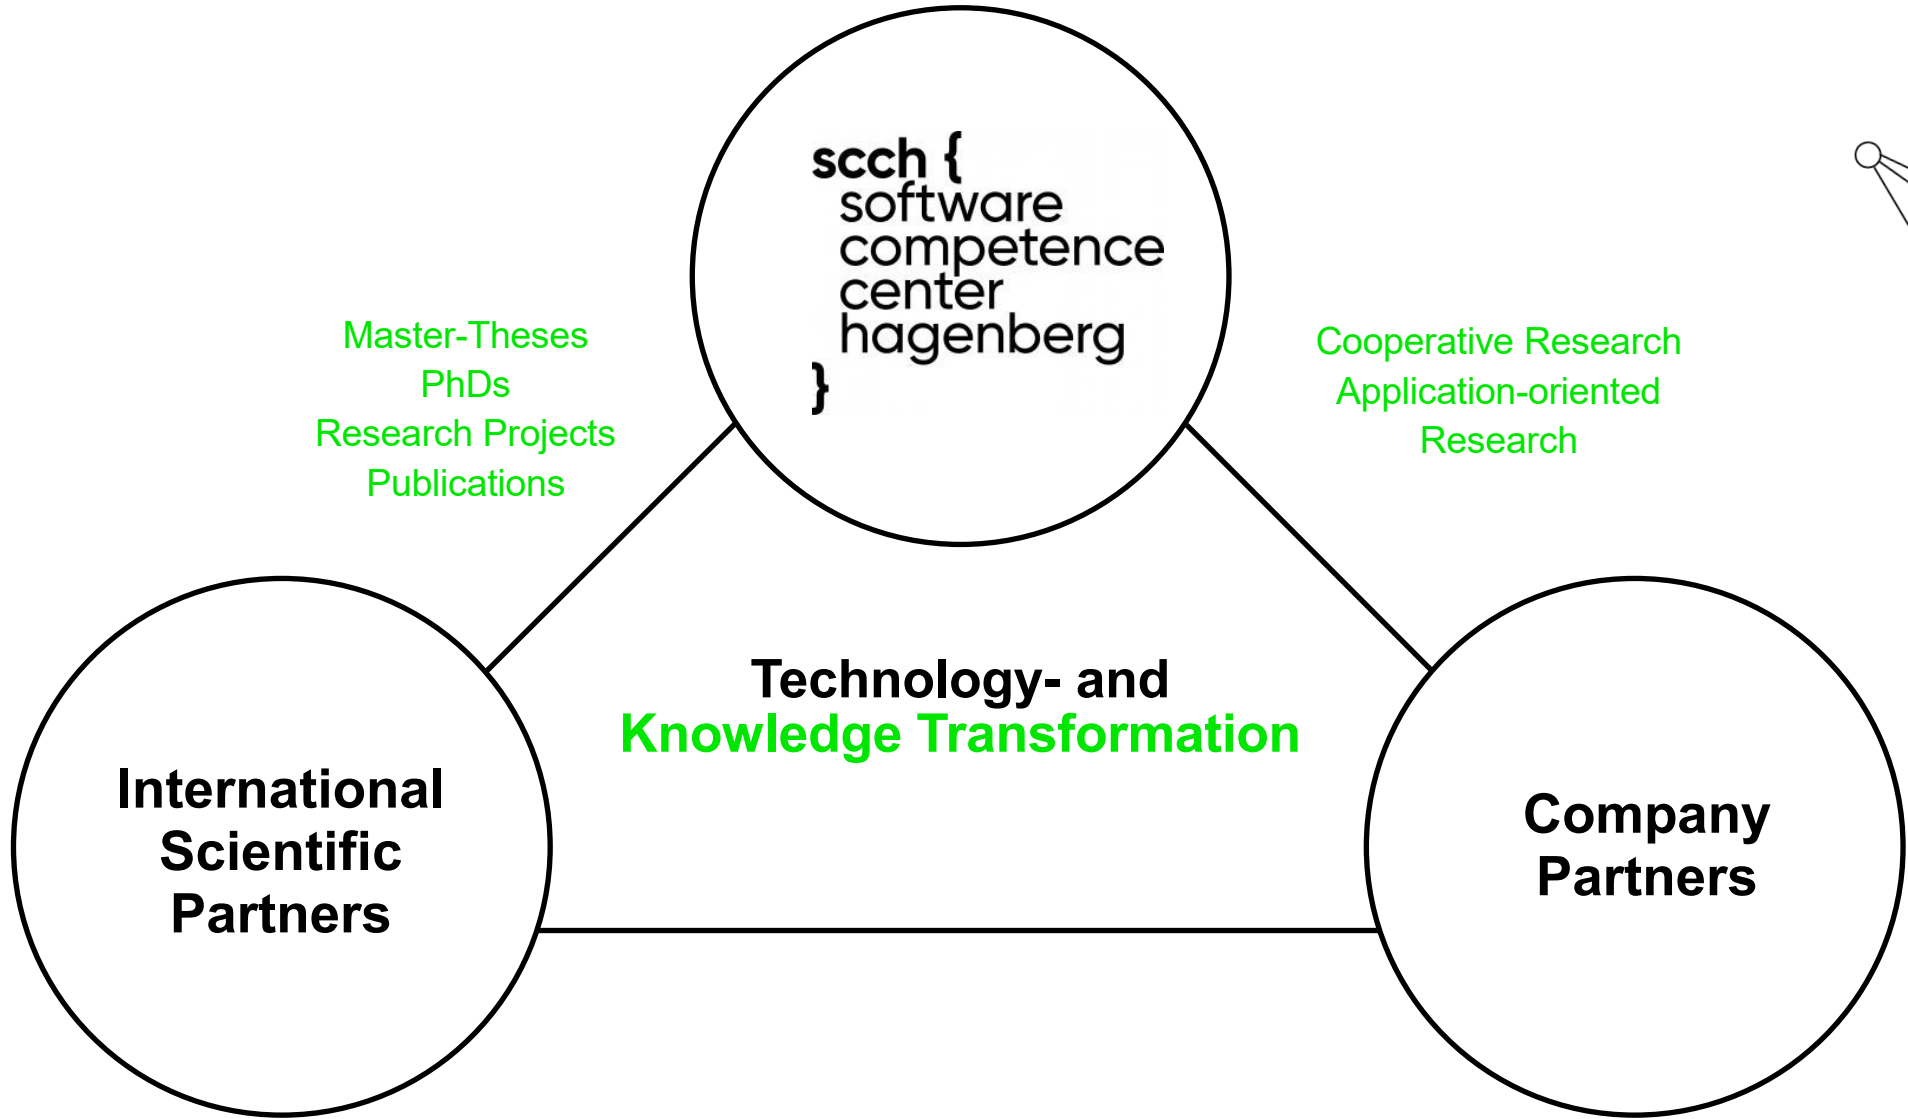 scch {
software
competence
center
hagenberg
}
Master-Theses
PhDs
Research Projects
Publications
Cooperative Research
Application-oriented
Research
Technology- and
Knowledge Transformation
International
Scientific
Partners
Company
Partners